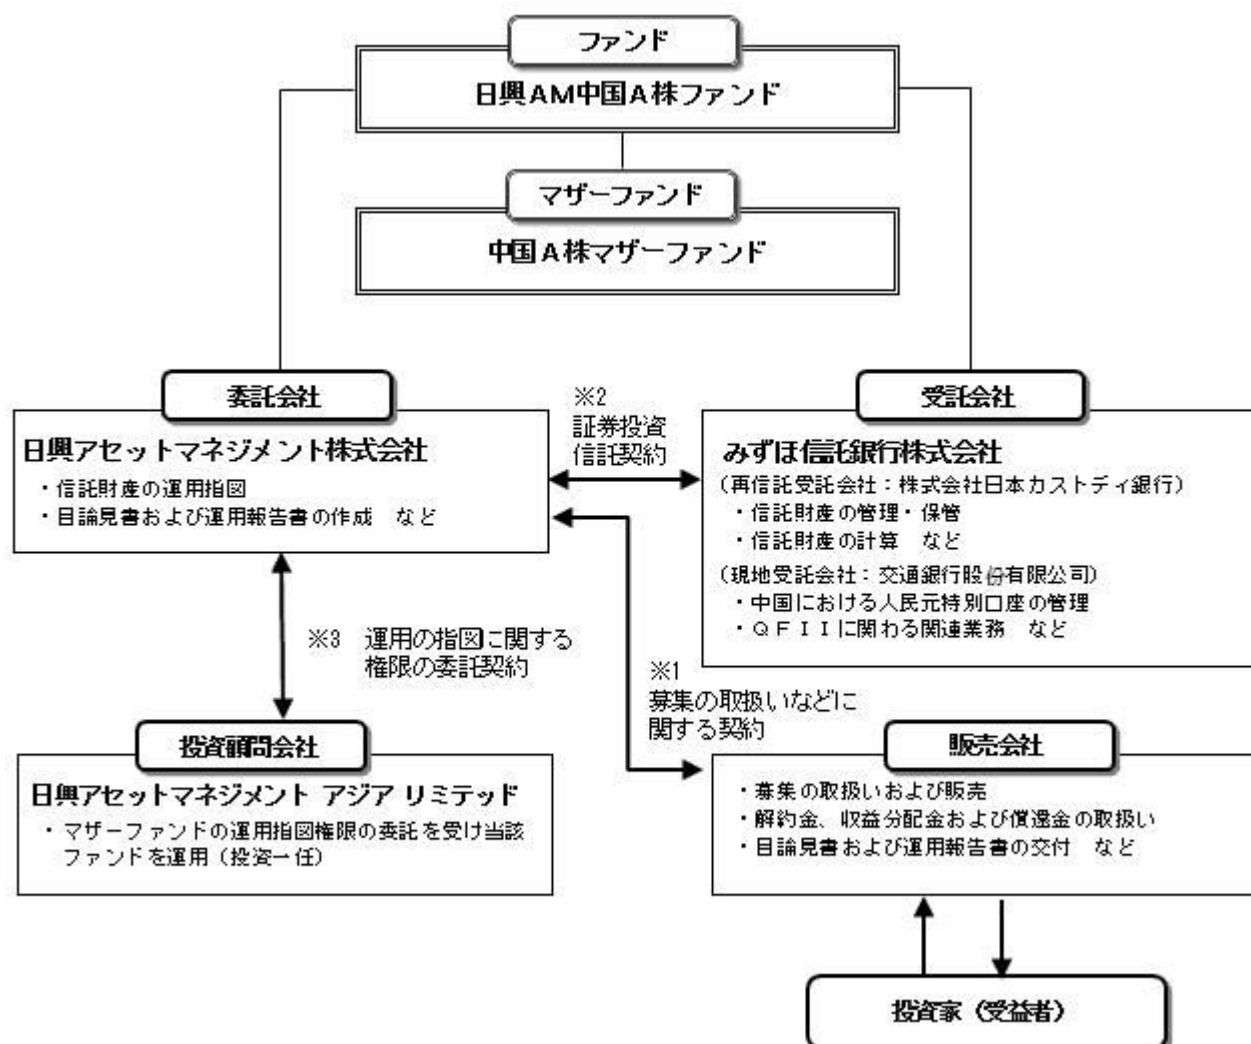 ファンド
日興AM中国A株ファンド
マザーファンド
中国A株マザーファンド
委託会社
日興アセットマネジメント株式会社
・信託財産の運用指図
・目論見書および運用報告書の作成 など
※2
証券投資
信託契約
受託会社
みずほ信託銀行株式会社
(再信託受託会社:株式会社日本カストディ銀行)
・信託財産の管理・保管
・信託財産の計算 など
(現地受託会社:交通銀行股份有限公司)
・中国における人民元特別口座の管理
・QFIIに関わる関連業務 など
※3 運用の指図に関する
権限の委託契約
※1
募集の取扱いなどに
関する契約
投資顧問会社
日興アセットマネジメント アジア リミテッド
・マザーファンドの運用指図権限の委託を受け当該
ファンドを運用(投資一任)
販売会社
・募集の取扱いおよび販売
・解約金、収益分配金および償還金の取扱い
・目論見書および運用報告書の交付 など
投資家(受益者)